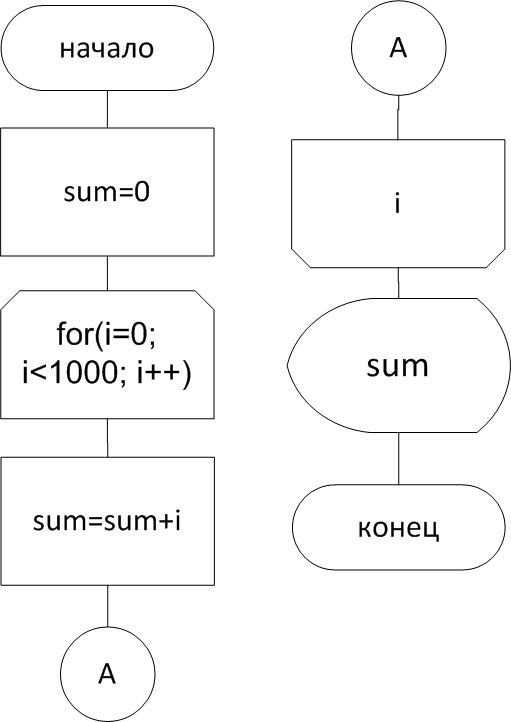 начало
sum=0
for(i=0;
i<1000; i++)
sum=sum+i
A
A
i
sum
конец